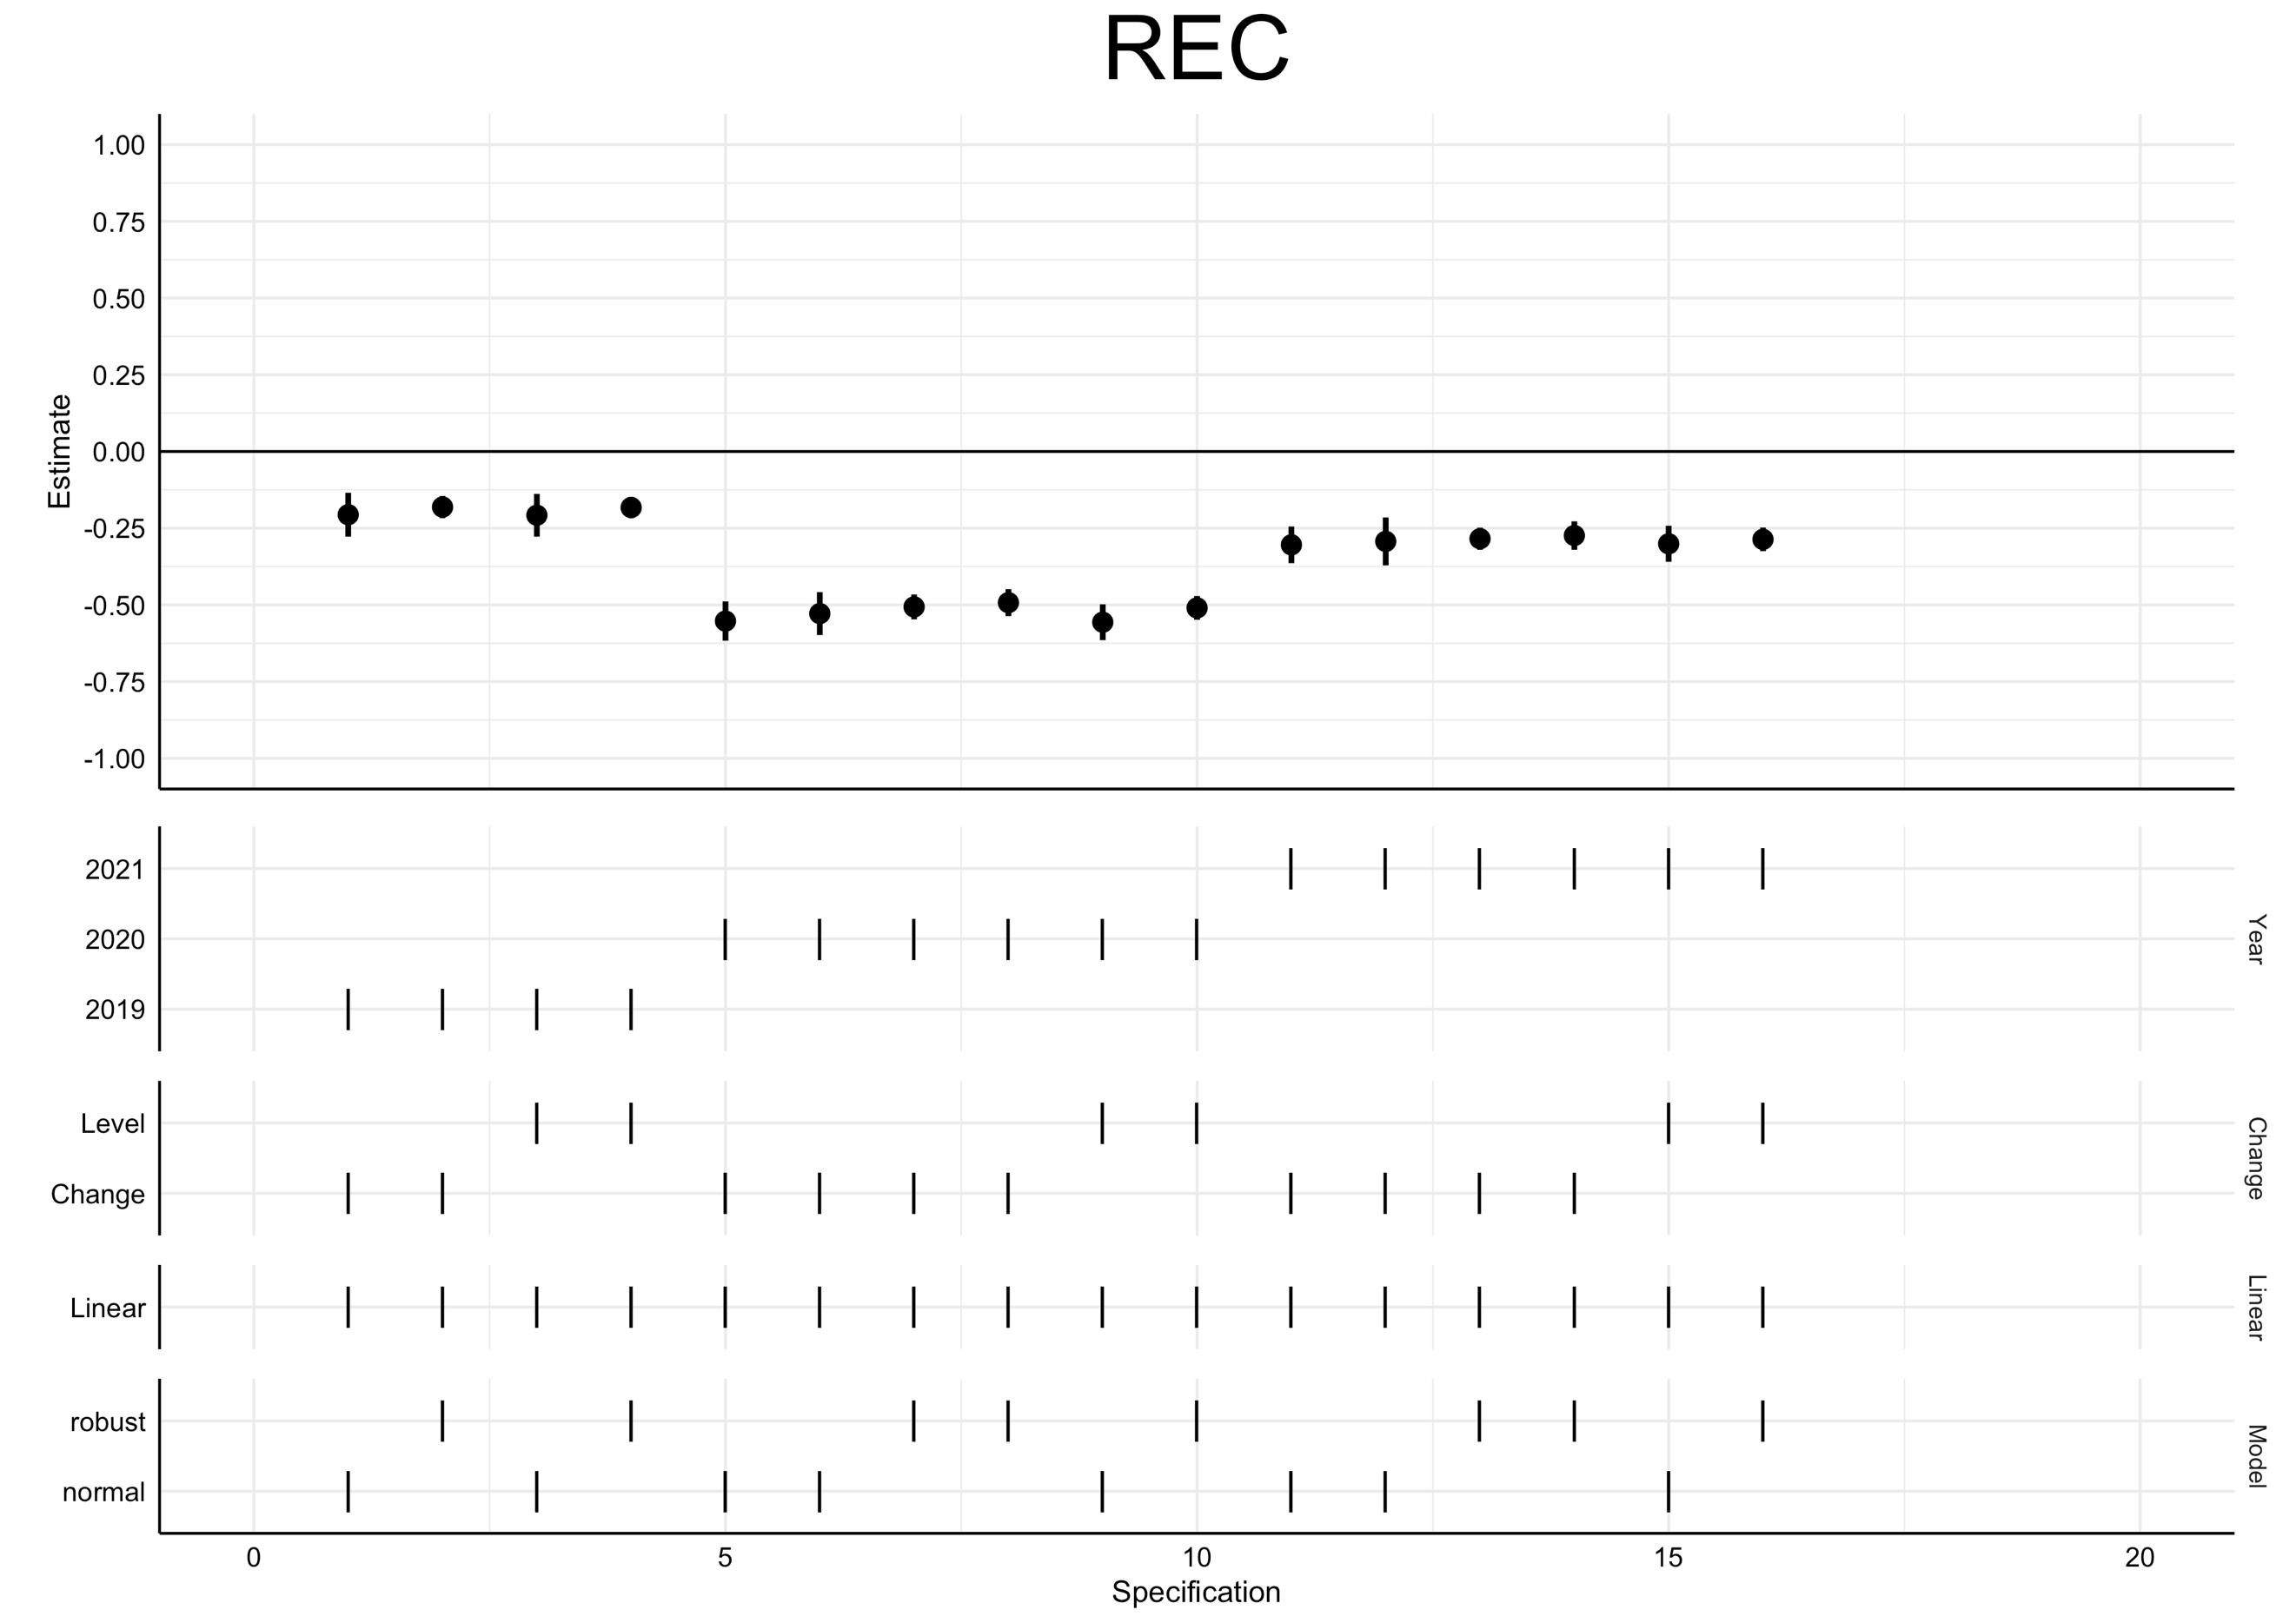 REC
1.00
0.75
0.50
0.25
0.00
-0.25
-0.50
-0.75
-1.00
Estimate
2021
2020
2019
Year
Level
Change
Change
Linear
Linear
robust
normal
Model
0 5 10 15 20
Specification